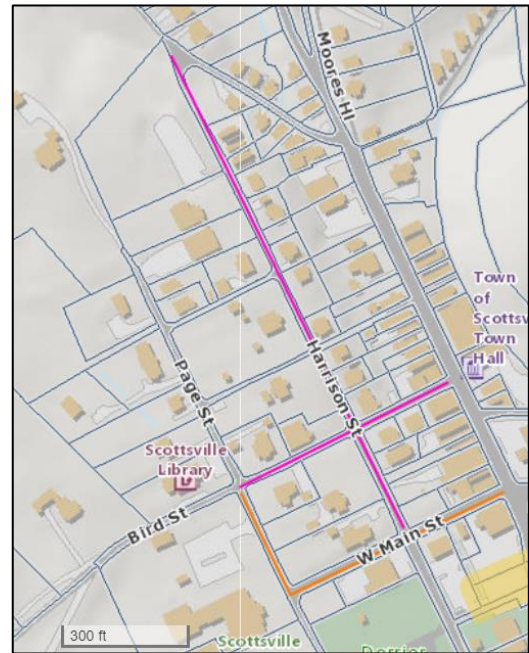 Moores Hl
Town
of
Scottsv
Town
Hall
Harrison St
Page St
Scottsville
Library
Bird St
W Main St
300 ft
Scottsville
Dorrier